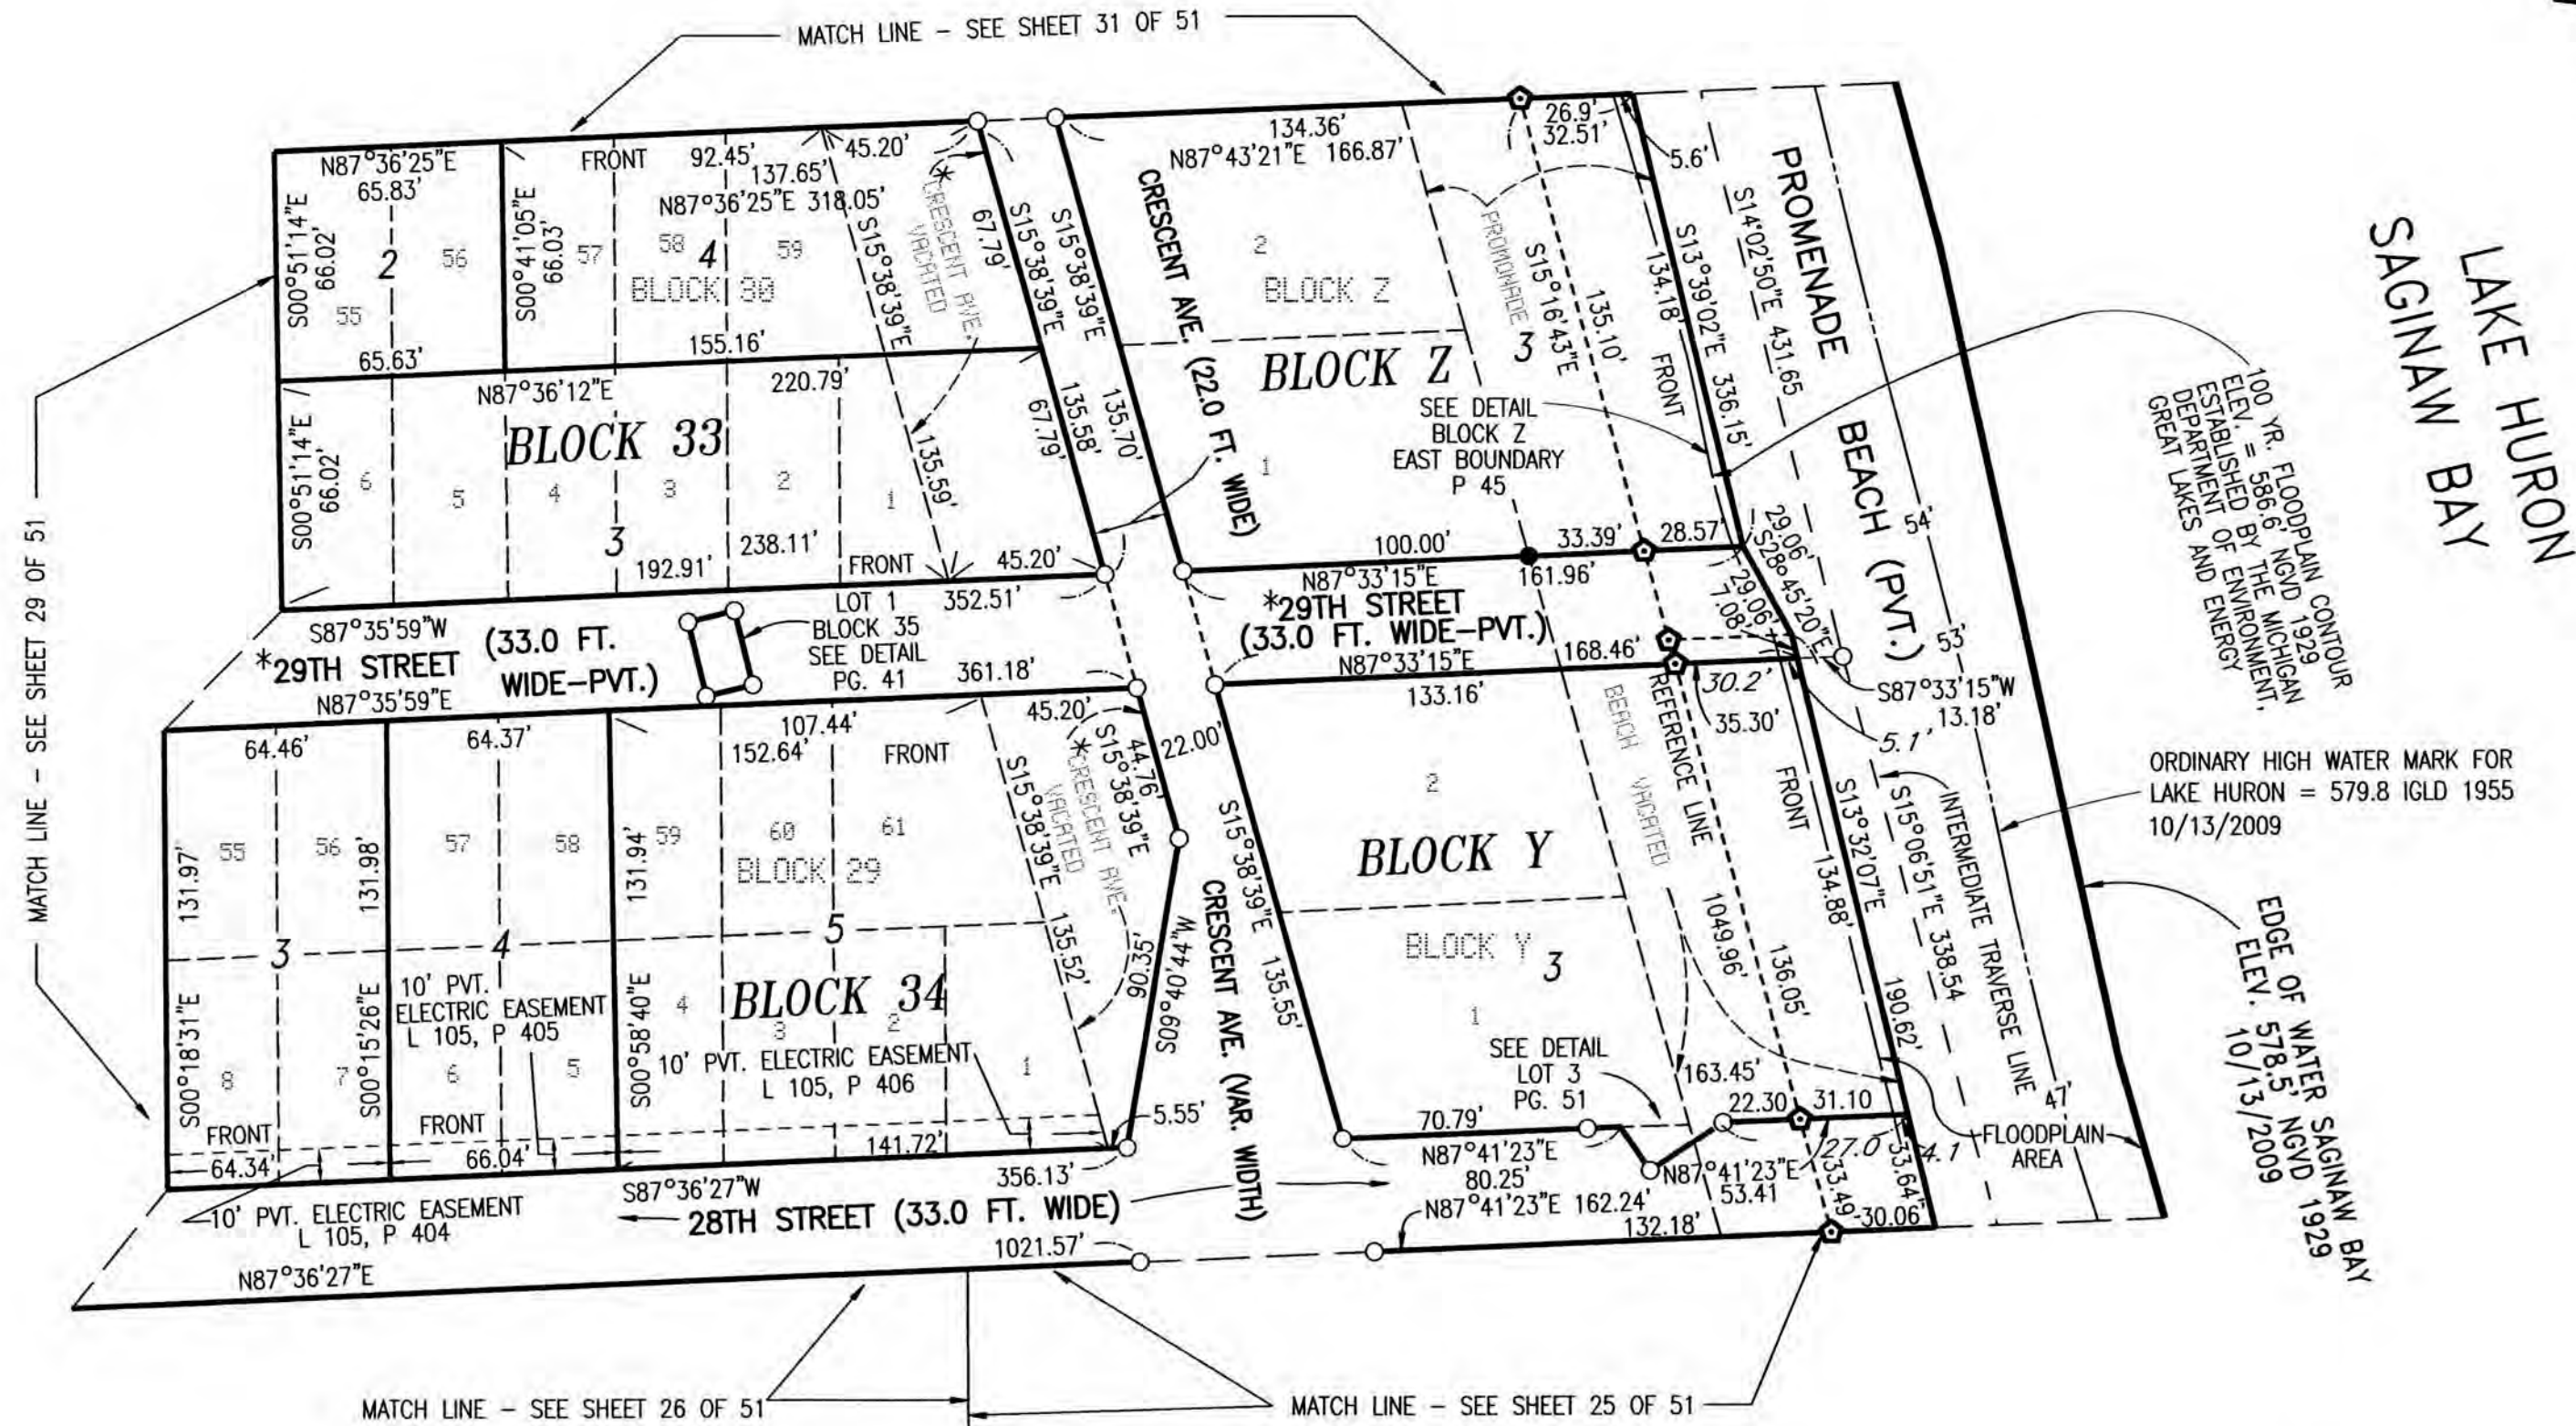 MATCH LINE - SEE SHEET 31 OF 51
LAKE HURON
SAGINAW BAY
N87°36'25"E
65.83'
S00°51'14"E
66.02'
2
55
56
65.63'
S00°41'05"E
66.03'
FRONT
92.45'
45.20'
137.65'
N87°36'25"E 318.05'
57
58
4
59
BLOCK 30
155.16'
S15°38'39"E
*CRESCENT AVE.
VACATED
67.79'
S15°38'39"E
S15°38'39"E
CRESCENT AVE. (22.0 FT. WIDE)
134.36'
N87°43'21"E 166.87'
26.9'
32.51'
5.6'
2
BLOCK Z
PROMONADE
3
S15°16'43"E
135.10'
134.18'
FRONT
S13°39'02"E 336.15'
S14°02'50"E 431.65
PROMENADE
BEACH (PVT.)
BLOCK Z
SEE DETAIL
BLOCK Z
EAST BOUNDARY
P 45
1
N87°36'12"E
220.79'
BLOCK 33
S00°51'14"E
66.02'
6
5
4
3
2
1
3
135.59'
67.79'
135.58'
135.70'
192.91'
238.11'
FRONT
45.20'
100.00'
33.39'
28.57'
N87°33'15"E
161.96'
*29TH STREET
(33.0 FT. WIDE-PVT.)
N87°33'15"E
168.46'
29.06'
S28°45'20"E
29.06'
7.08'
54'
53'
S87°33'15"W
13.18'
100 YR. FLOODPLAIN CONTOUR
ELEV. = 586.6' NGVD 1929
ESTABLISHED BY THE MICHIGAN
DEPARTMENT OF ENVIRONMENT,
GREAT LAKES AND ENERGY
MATCH LINE - SEE SHEET 29 OF 51
S87°35'59"W
*29TH STREET
(33.0 FT.
WIDE-PVT.)
N87°35'59"E
LOT 1
BLOCK 35
SEE DETAIL
PG. 41
352.51'
361.18'
64.46'
64.37'
107.44'
152.64'
FRONT
45.20'
22.00'
133.16'
30.2'
35.30'
5.1'
44.76'
S15°38'39"E
*CRESCENT AVE.
VACATED
S15°38'39"E 135.52'
131.97'
55
56
131.98'
57
58
131.94'
59
60
61
BLOCK 29
3
4
5
S00°18'31"E
8
7
S00°15'26"E
10' PVT.
ELECTRIC EASEMENT
L 105, P 405
6
5
S00°58'40"E
4
3
2
1
BLOCK 34
10' PVT. ELECTRIC EASEMENT
L 105, P 406
90.35'
S09°40'44"W
CRESCENT AVE. (VAR. WIDTH)
S15°38'39"E 135.55'
2
BLOCK Y
BLOCK Y
3
1
BEACH VACATED
REFERENCE LINE
1049.96'
136.05'
FRONT
134.88'
S13°32'07"E
190.62'
S15°06'51"E 338.54
INTERMEDIATE TRAVERSE LINE
47'
ORDINARY HIGH WATER MARK FOR
LAKE HURON = 579.8 IGLD 1955
10/13/2009
EDGE OF WATER SAGINAW BAY
ELEV. 578.5', NGVD 1929
10/13/2009
FRONT
64.34'
FRONT
66.04'
141.72'
5.55'
356.13'
SEE DETAIL
LOT 3
PG. 51
163.45'
70.79'
22.30
31.10
N87°41'23"E
80.25'
N87°41'23"E
53.41
27.0
4.1
33.64'
33.49'
FLOODPLAIN
AREA
10' PVT. ELECTRIC EASEMENT
L 105, P 404
S87°36'27"W
28TH STREET (33.0 FT. WIDE)
N87°41'23"E 162.24'
132.18'
30.06'
1021.57'
N87°36'27"E
MATCH LINE - SEE SHEET 26 OF 51
MATCH LINE - SEE SHEET 25 OF 51